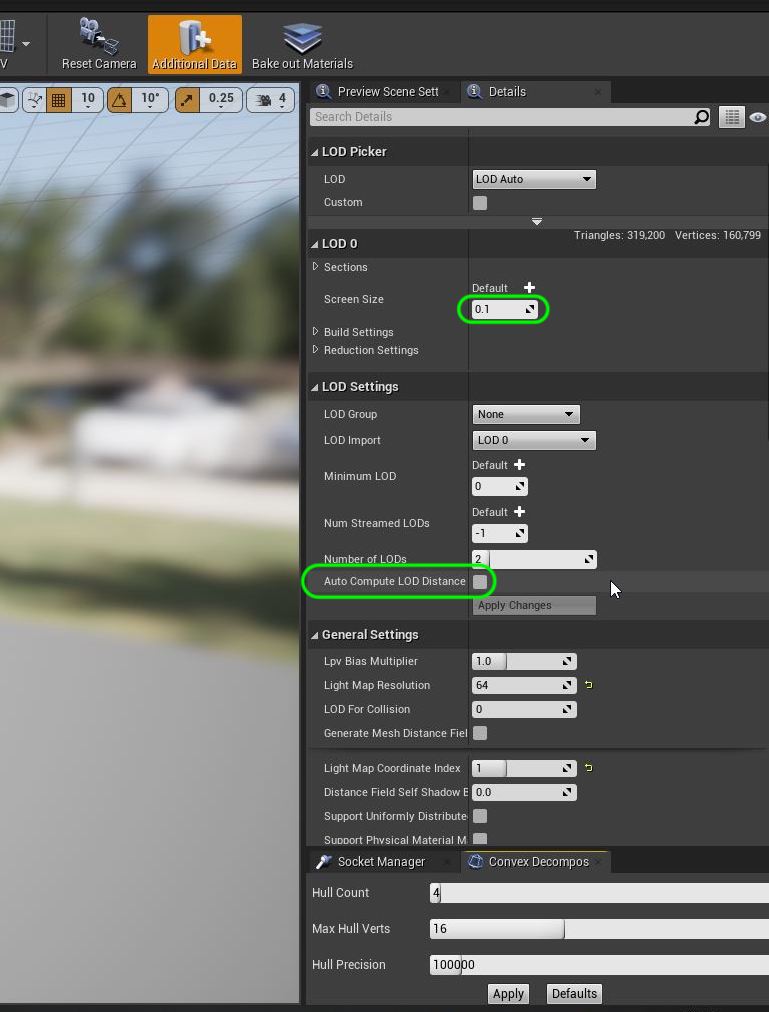 V
Reset Camera
Additional Data
Bake out Materials
10
10°
0.25
4
Preview Scene Sett
Details
Search Details
LOD Picker
LOD
LOD Auto
Custom
LOD 0
Triangles: 319,200 Vertices: 160,799
Sections
Default
Screen Size
0.1
Build Settings
Reduction Settings
LOD Settings
LOD Group
None
LOD Import
LOD 0
Default
Minimum LOD
0
Default
Num Streamed LODs
-1
Number of LODs
2
Auto Compute LOD Distance
Apply Changes
General Settings
Lpv Bias Multiplier
1.0
Light Map Resolution
64
LOD For Collision
0
Generate Mesh Distance Fiel
Light Map Coordinate Index
1
Distance Field Self Shadow B
0.0
Support Uniformly Distribute
Support Physical Material M
Socket Manager
Convex Decompos
Hull Count
4
Max Hull Verts
16
Hull Precision
100000
Apply
Defaults